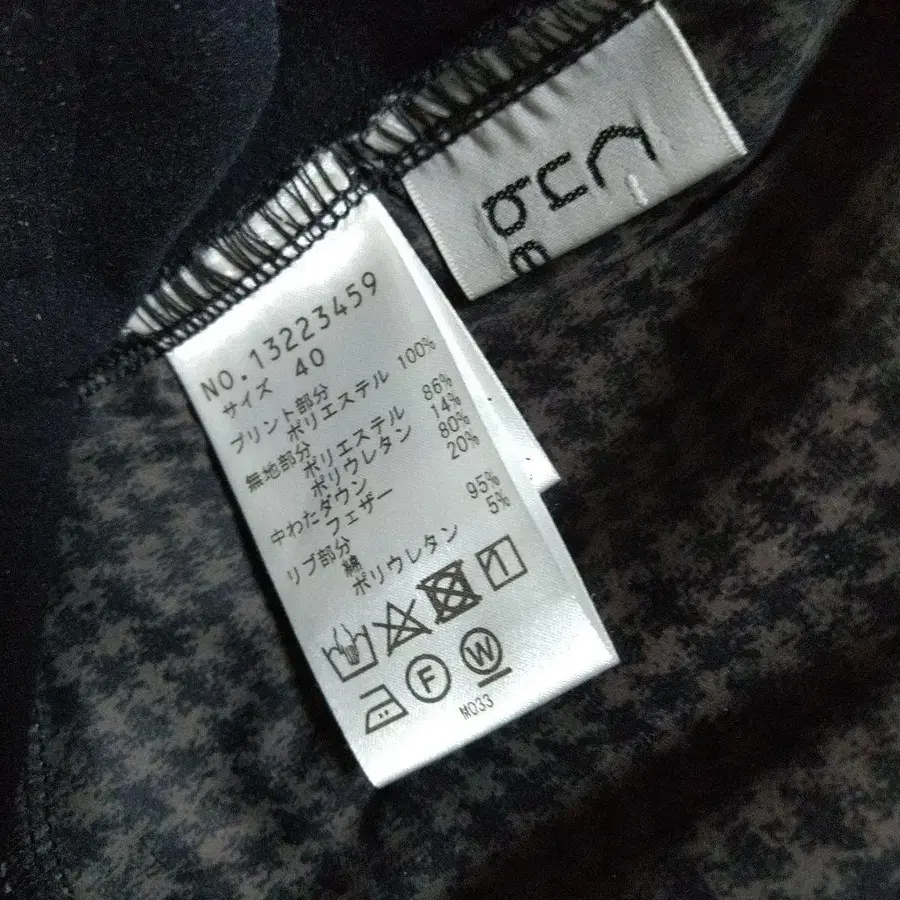 NO.13223459
サイズ 40
プリント部分
ポリエステル 100%
無地部分
ポリエステル 86%
ポリウレタン 14%
中わたダウン 80%
フェザー 20%
リブ部分
綿 95%
ポリウレタン 5%
F W
M033